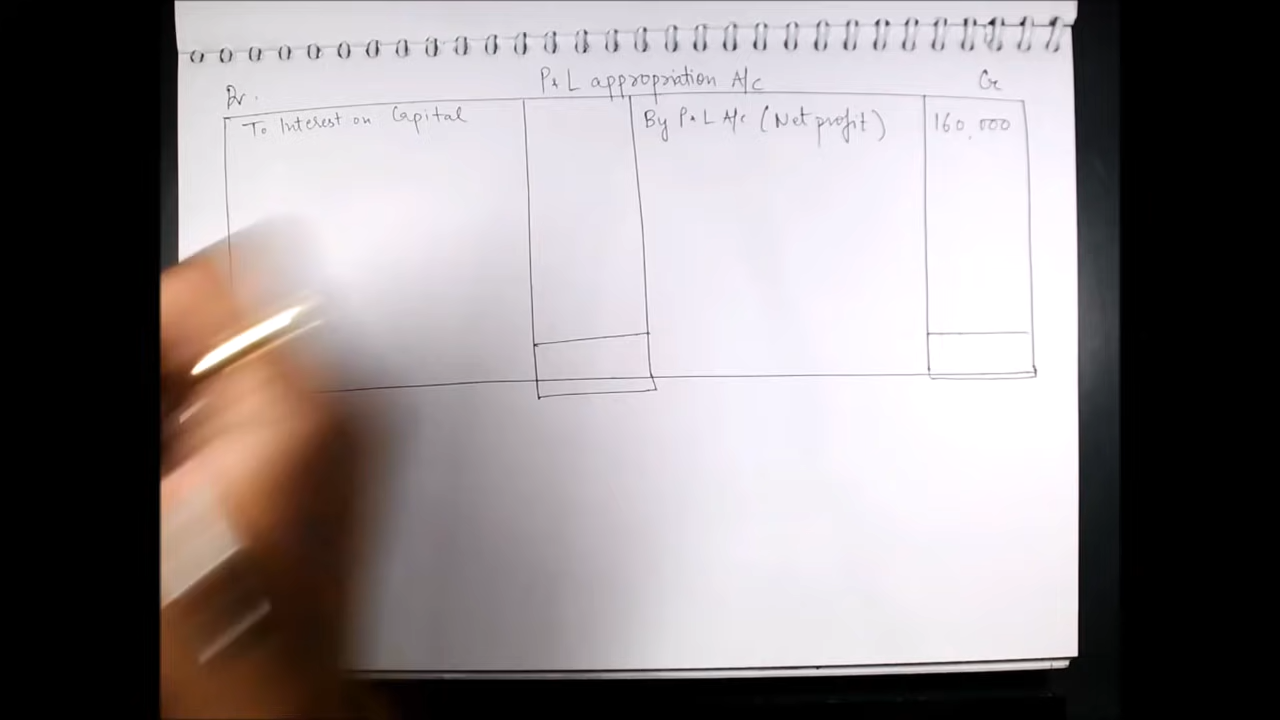 P & L appropriation A/c
Dr. Cr
To Interest on Capital By P & L A/c (Net profit) 160,000